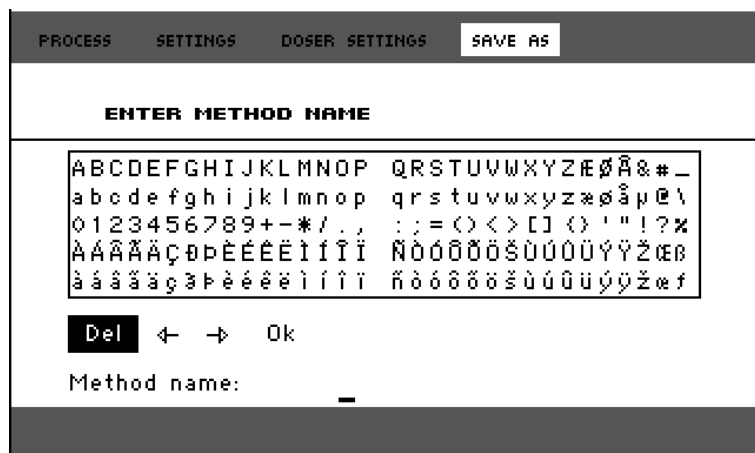 PROCESS SETTINGS DOSER SETTINGS SAVE AS
ENTER METHOD NAME
ABCDEFGHIJKLMNOP QRSTUVWXYZÆØÅ&#_
abcdefghijklmnop qrstuvwxyzæøåµ@\
0123456789+-*/., :;=()<>[]{}'"!?%
ÀÁÂÃÄÇÐÞÈÉÊËÌÍÎÏ ÑÒÓÔÕÖŠÙÚÛÜÝŸŽŒß
àáâãäçðþèéêëìíîï ñòóôõöšùúûüýÿžœƒ
Del ← → Ok
Method name: _